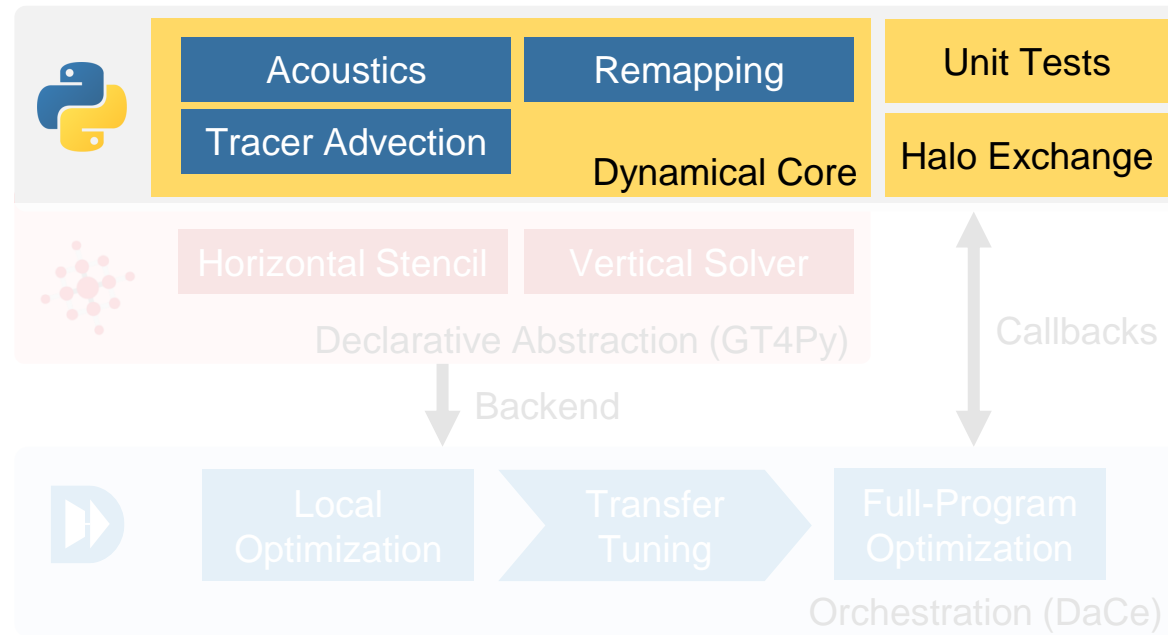 Acoustics
Remapping
Unit Tests
Tracer Advection
Dynamical Core
Halo Exchange
Horizontal Stencil
Vertical Solver
Declarative Abstraction (GT4Py)
Callbacks
Backend
Local
Optimization
Transfer
Tuning
Full-Program
Optimization
Orchestration (DaCe)